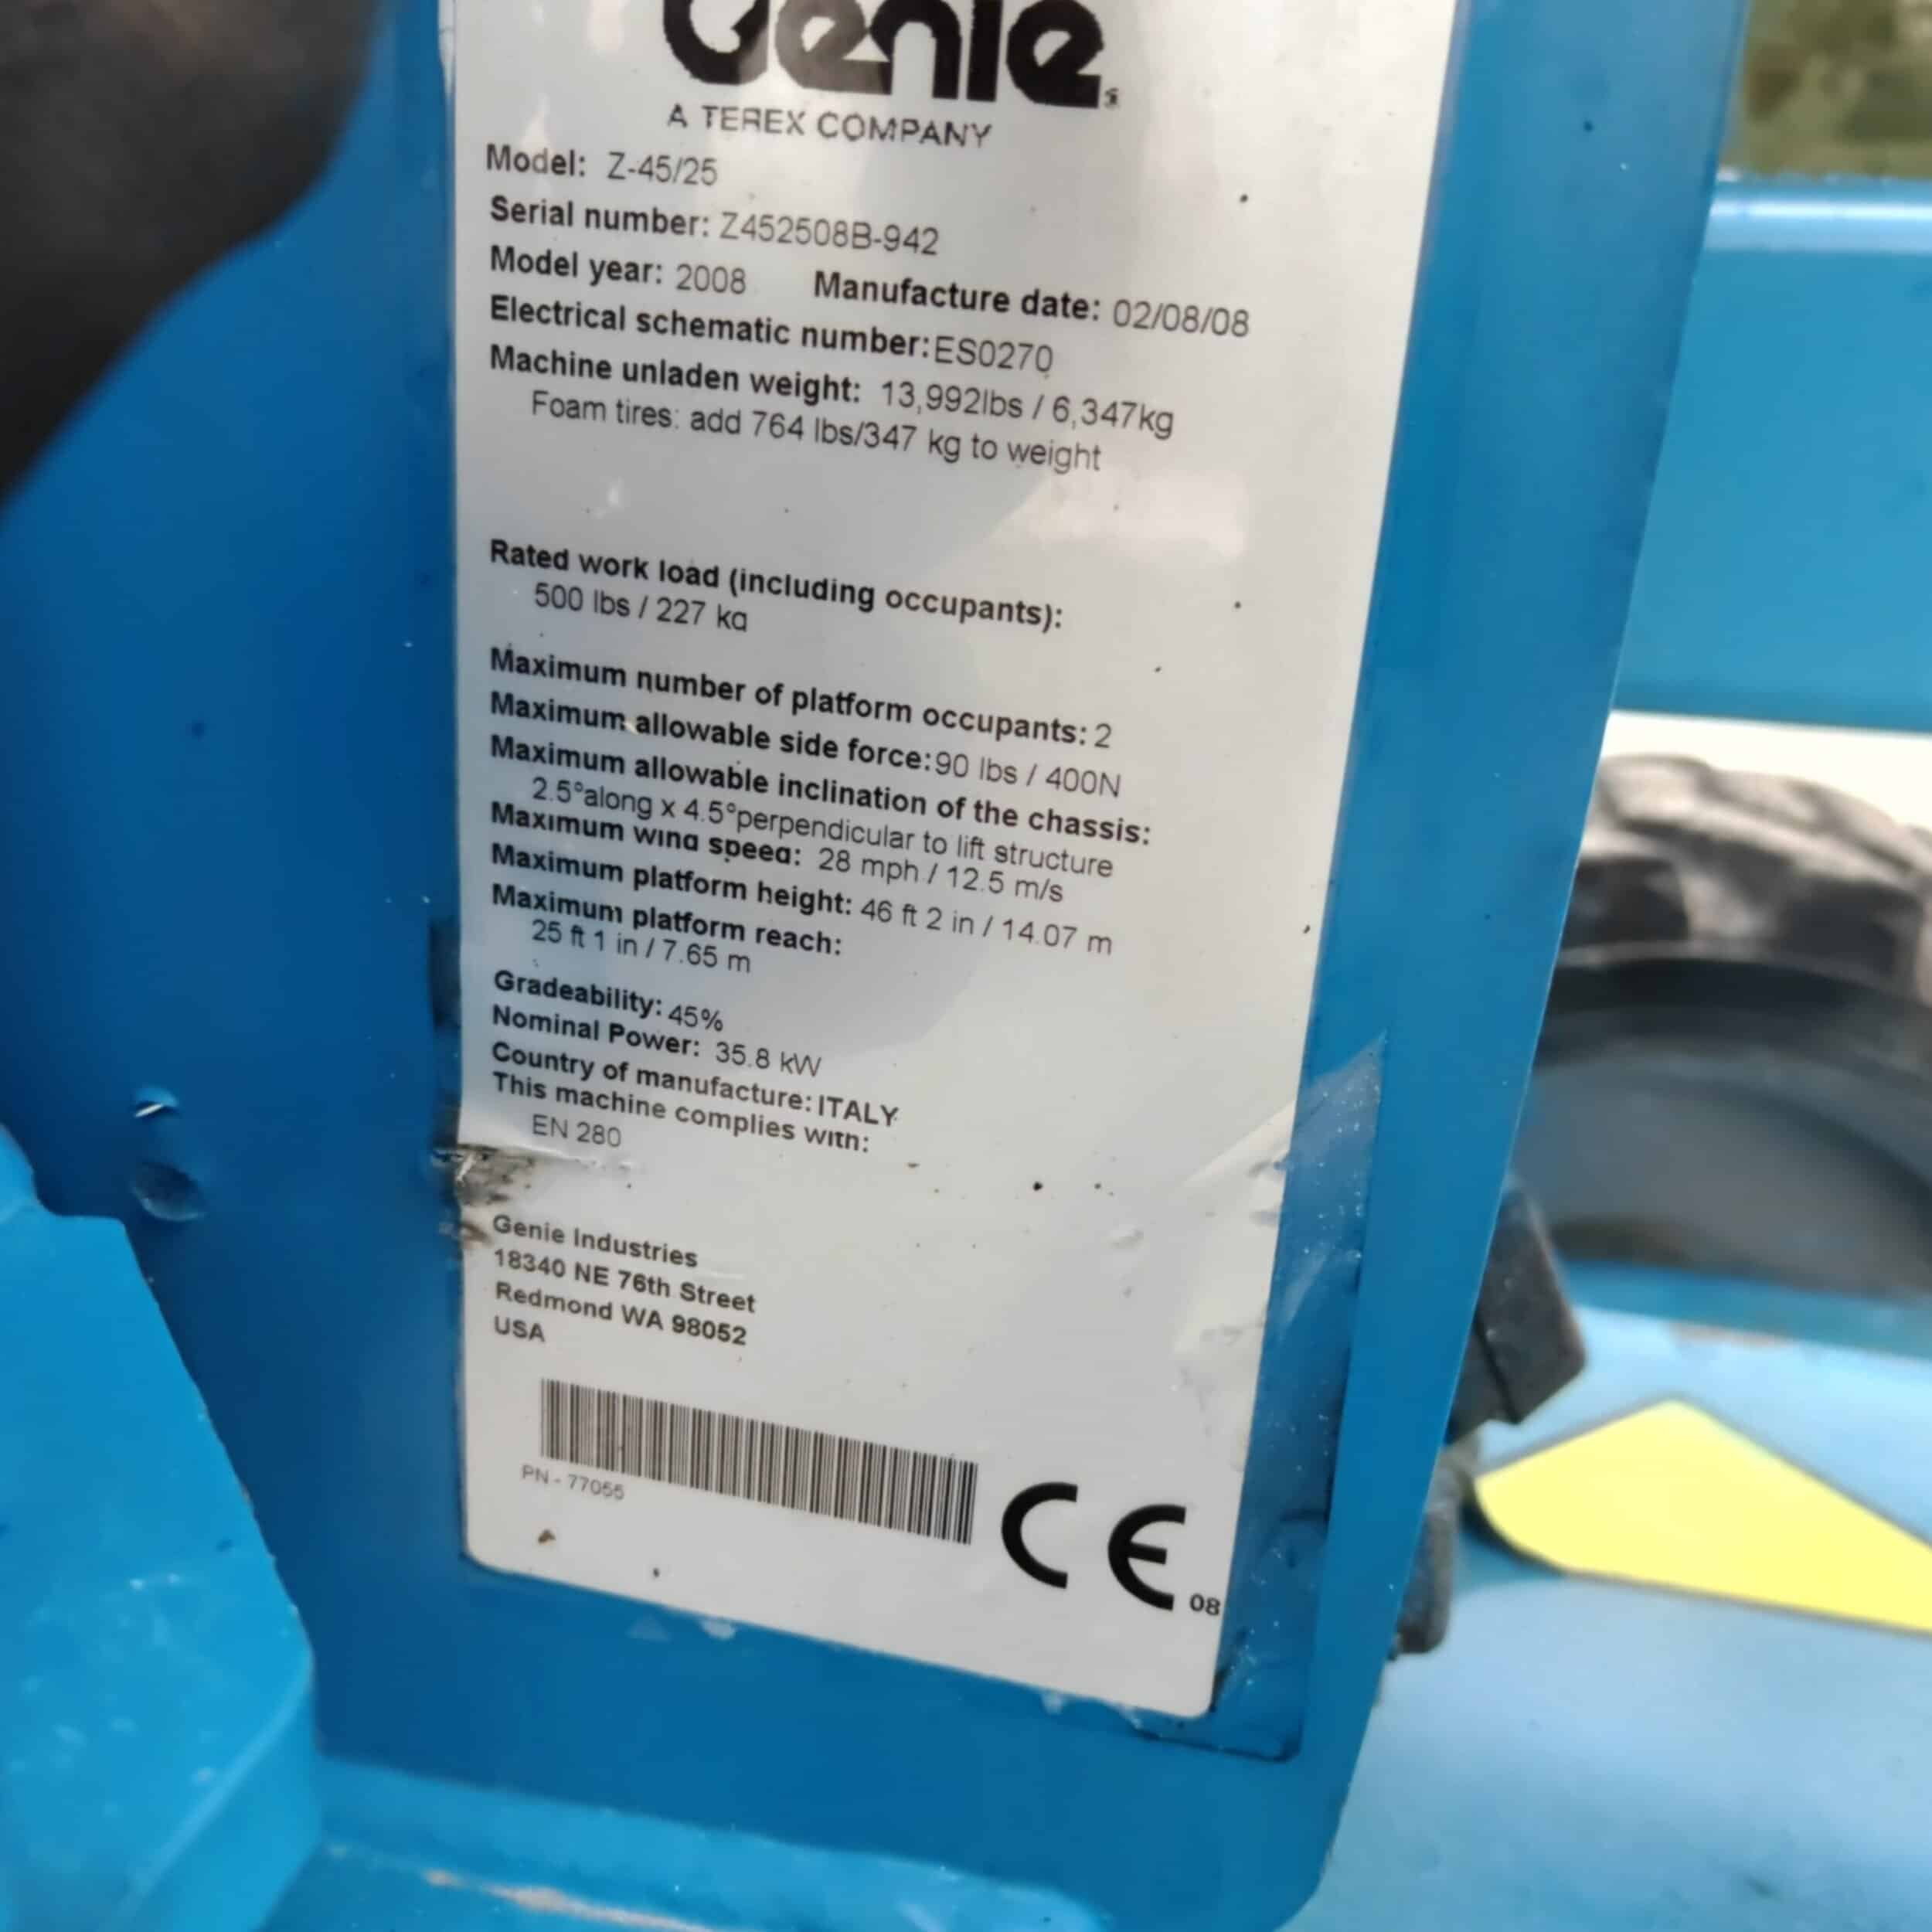 Genie
A TEREX COMPANY
Model: Z-45/25
Serial number: Z452508B-942
Model year: 2008 Manufacture date: 02/08/08
Electrical schematic number: ES0270
Machine unladen weight: 13,992lbs / 6,347kg
Foam tires: add 764 lbs/347 kg to weight
Rated work load (including occupants):
500 lbs / 227 kg
Maximum number of platform occupants: 2
Maximum allowable side force: 90 lbs / 400N
Maximum allowable inclination of the chassis:
2.5°along x 4.5°perpendicular to lift structure
Maximum wind speed: 28 mph / 12.5 m/s
Maximum platform height: 46 ft 2 in / 14.07 m
Maximum platform reach:
25 ft 1 in / 7.65 m
Gradeability: 45%
Nominal Power: 35.8 kW
Country of manufacture: ITALY
This machine complies with:
EN 280
Genie Industries
18340 NE 76th Street
Redmond WA 98052
USA
PN - 77055
CE 08